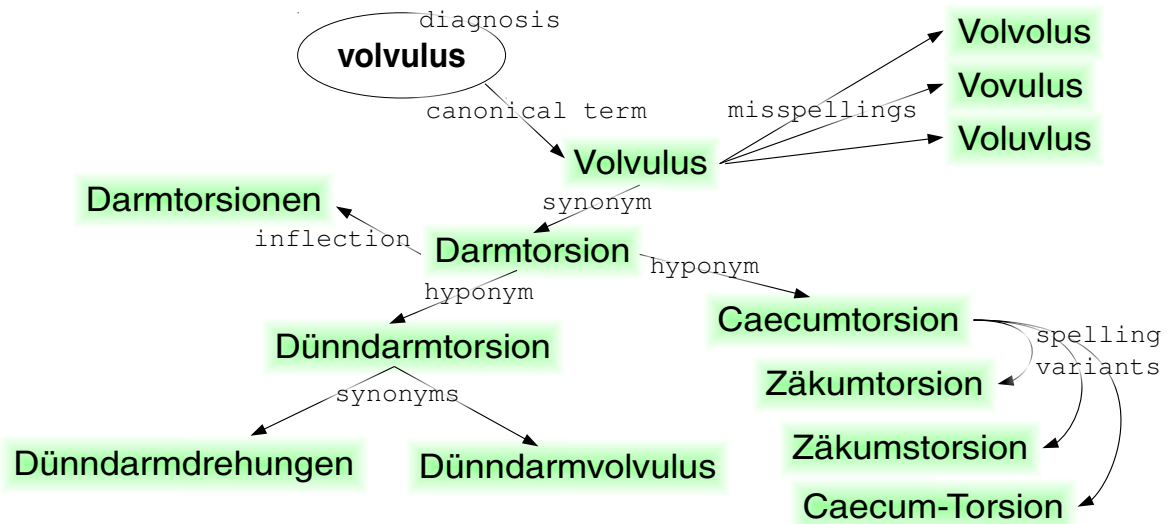 diagnosis
volvulus
canonical term
misspellings
Volvolus
Vovulus
Voluvlus
Volvulus
synonym
Darmtorsionen
inflection
Darmtorsion
hyponym
hyponym
Dünndarmtorsion
Caecumtorsion
spelling
variants
synonyms
Zäkumtorsion
Dünndarmdrehungen
Dünndarmvolvulus
Zäkumstorsion
Caecum-Torsion